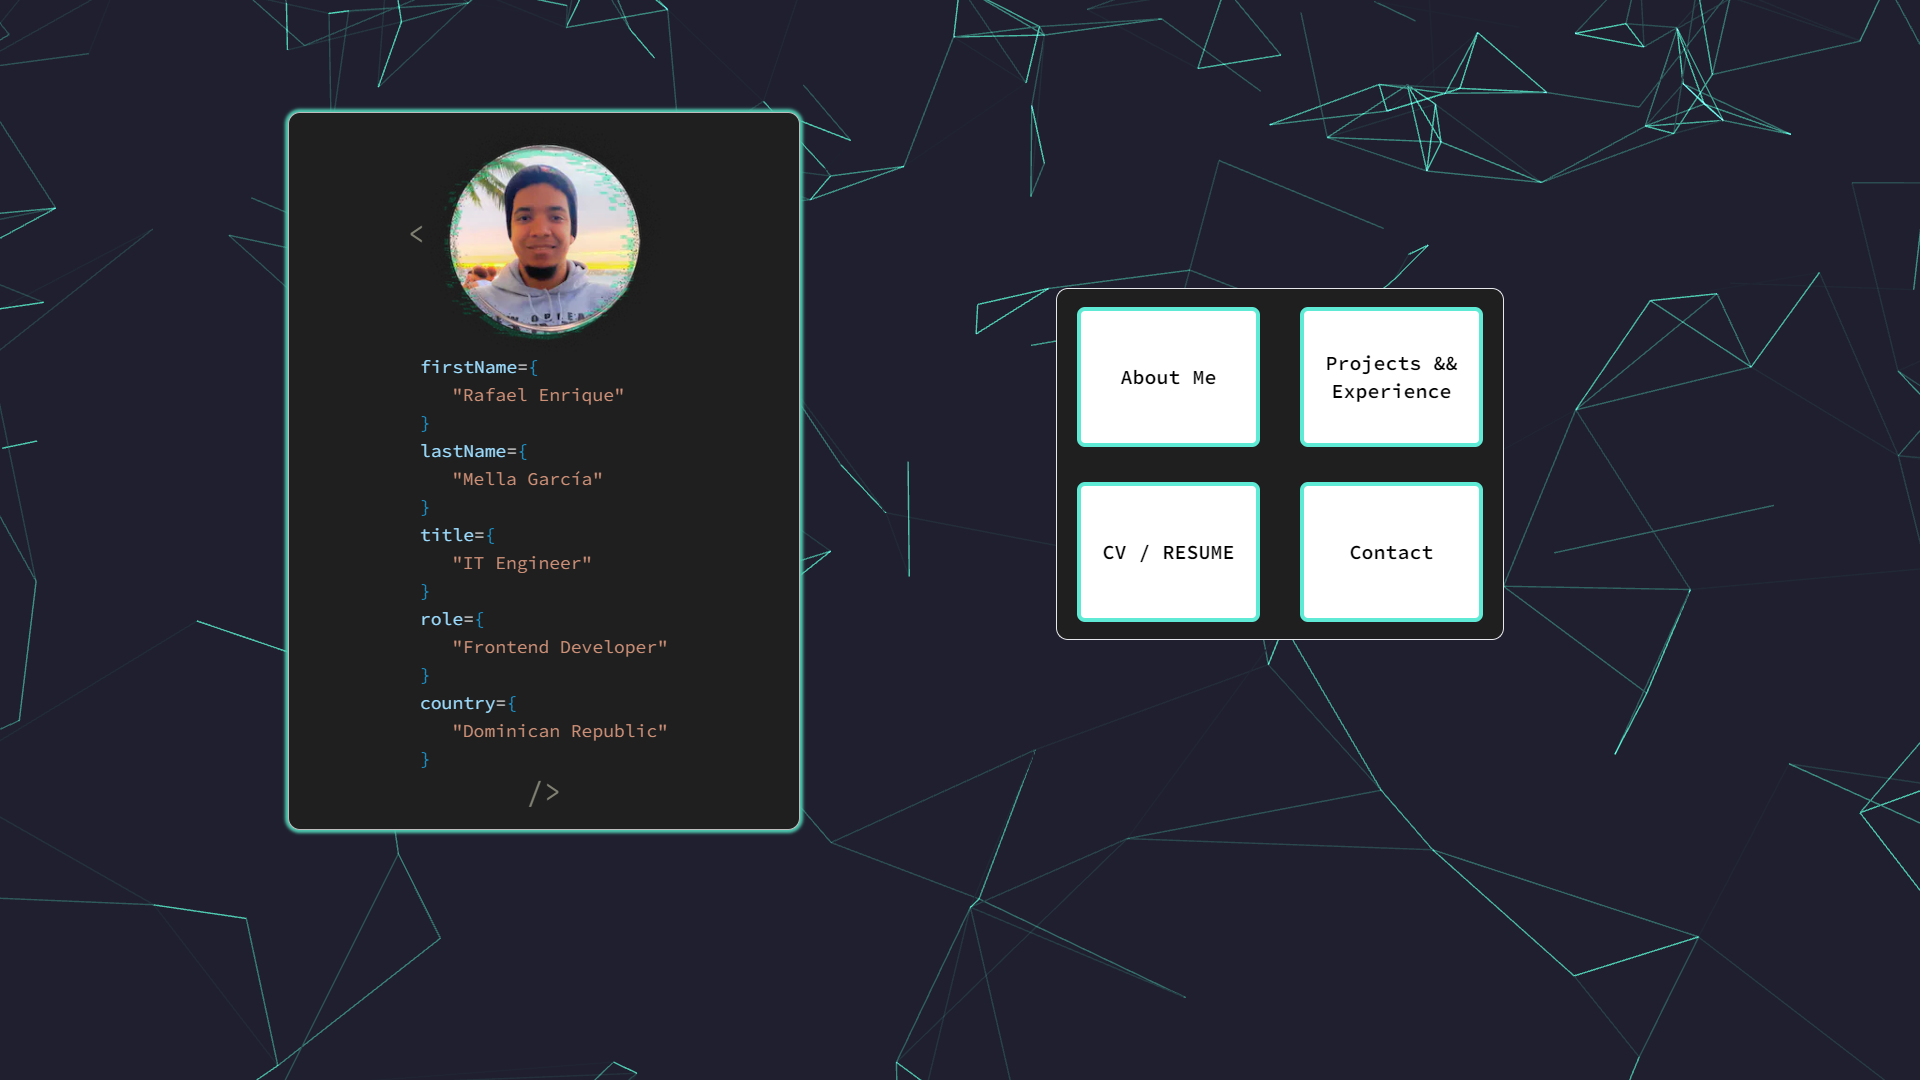 <
firstName={
"Rafael Enrique"
}
lastName={
"Mella García"
}
title={
"IT Engineer"
}
role={
"Frontend Developer"
}
country={
"Dominican Republic"
}
/>
About Me
Projects &&
Experience
CV / RESUME
Contact